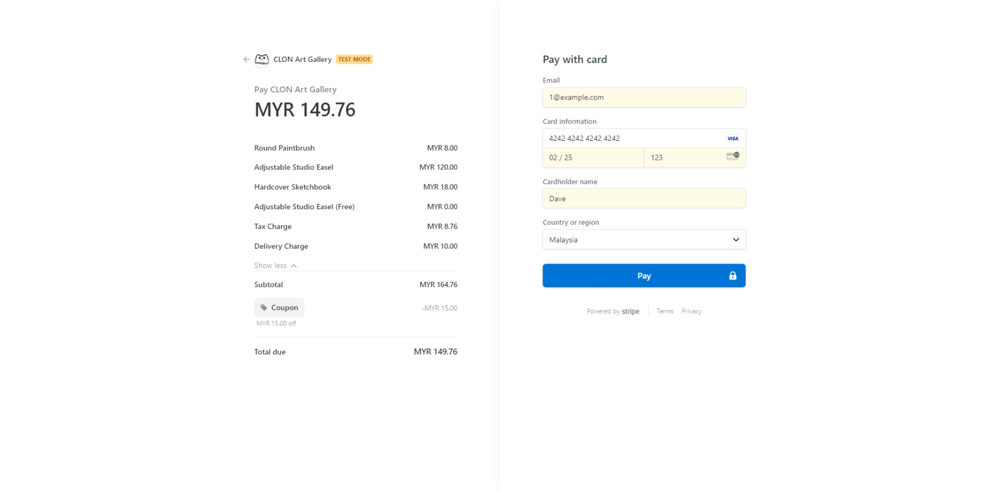 CLON Art Gallery TEST MODE
Pay CLON Art Gallery
MYR 149.76
Round Paintbrush MYR 8.00
Adjustable Studio Easel MYR 120.00
Hardcover Sketchbook MYR 18.00
Adjustable Studio Easel (Free) MYR 0.00
Tax Charge MYR 8.76
Delivery Charge MYR 10.00
Show less
Subtotal MYR 164.76
Coupon -MYR 15.00
MYR 15.00 off
Total due MYR 149.76
Pay with card
Email
1@example.com
Card information
4242 4242 4242 4242 VISA
02 / 25 123
Cardholder name
Dave
Country or region
Malaysia
Pay
Powered by stripe Terms Privacy